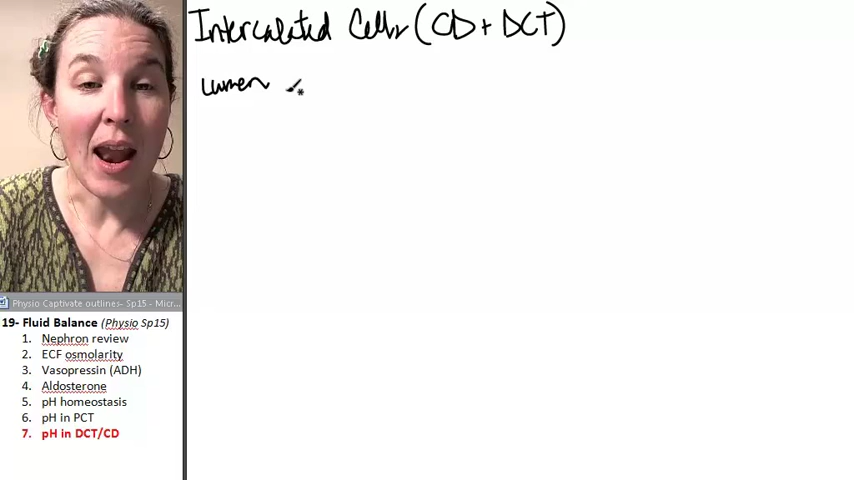 Intercalated Cells (CD + DCT)
Lumen
Physio Captivate outlines- Sp15 - Micr...
19- Fluid Balance (Physio Sp15)
1. Nephron review
2. ECF osmolarity
3. Vasopressin (ADH)
4. Aldosterone
5. pH homeostasis
6. pH in PCT
7. pH in DCT/CD